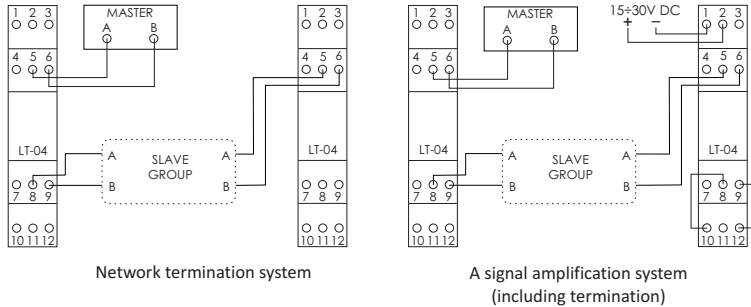 1 2 3
MASTER
A B
4 5 6
LT-04
A SLAVE A
B GROUP B
7 8 9
10 11 12
1 2 3
4 5 6
LT-04
7 8 9
10 11 12
Network termination system
1 2 3
MASTER
A B
4 5 6
LT-04
A SLAVE A
B GROUP B
7 8 9
10 11 12
15÷30V DC
+ −
1 2 3
4 5 6
LT-04
7 8 9
10 11 12
A signal amplification system
(including termination)